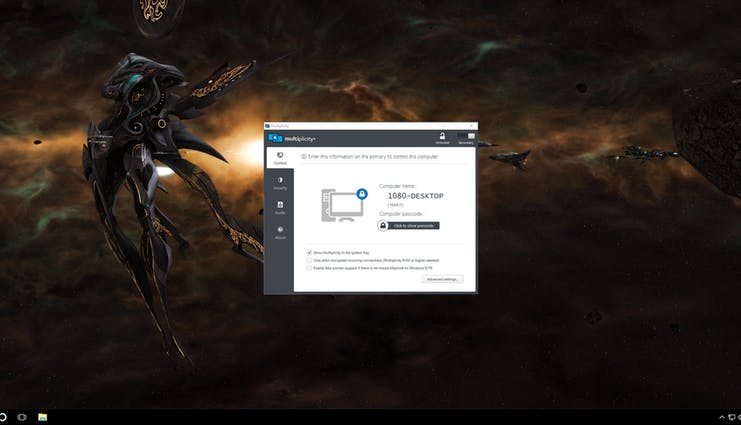 Multiplicity
multiplicity
Unlocked
Secondary
Control
Enter this information on the primary to control this computer
Security
Audio
About
Computer name :
1080-DESKTOP
Computer passcode :
Click to show passcode
Show Multiplicity in the system tray
Only allow encrypted incoming connections (Multiplicity KVM or higher needed)
Enable fake pointer support if there is no mouse attached on Windows 8/10
Advanced settings...